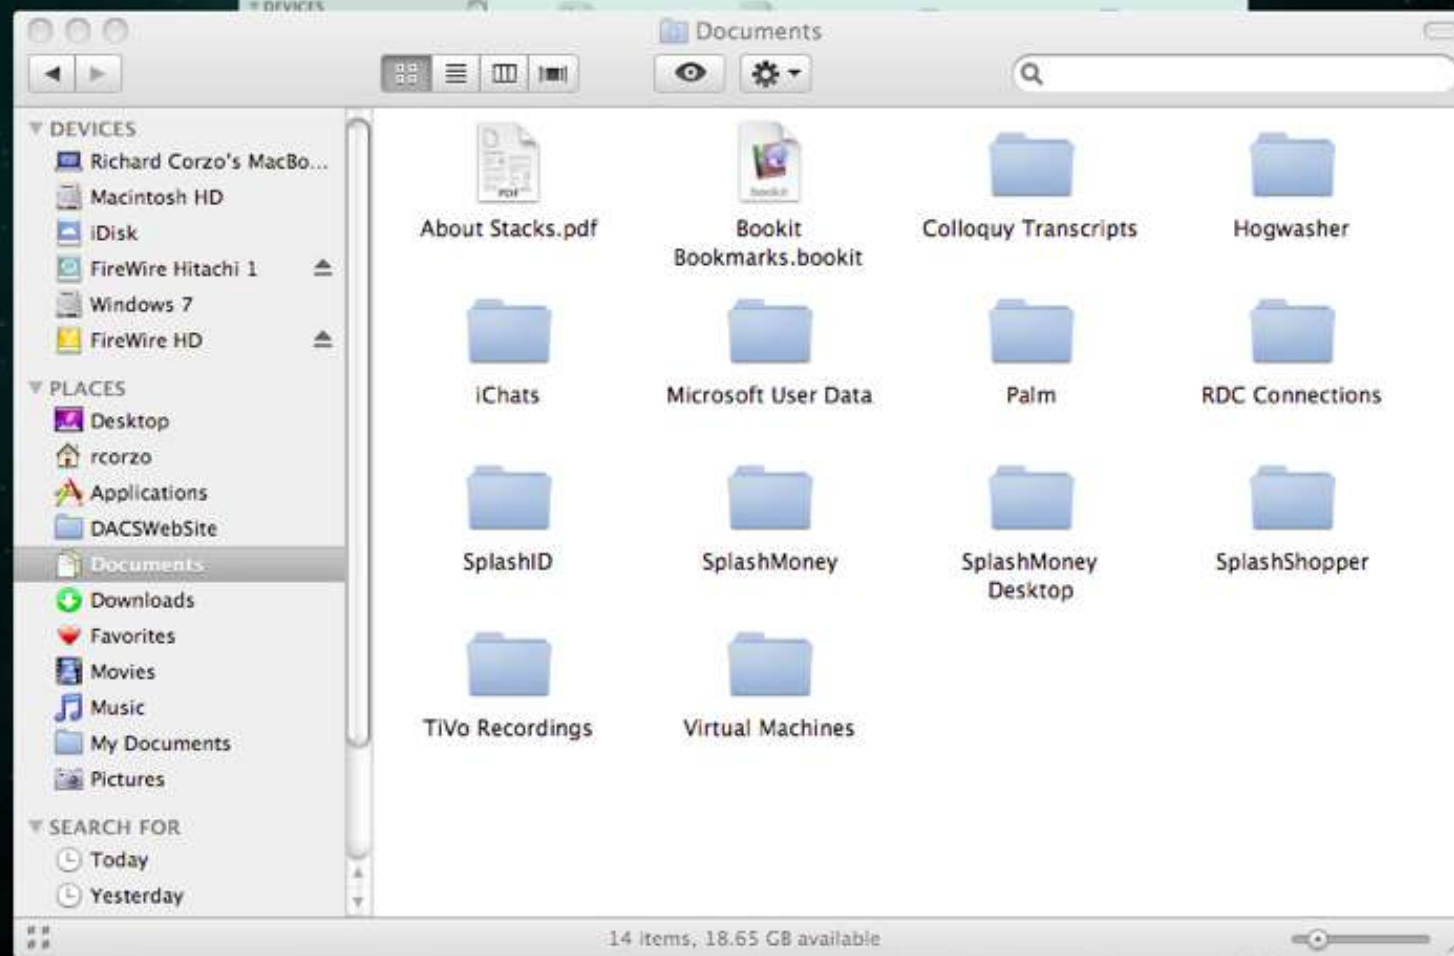 DEVICES
Documents
DEVICES
Richard Corzo's MacBo...
Macintosh HD
iDisk
FireWire Hitachi 1
Windows 7
FireWire HD
PLACES
Desktop
rcorzo
Applications
DACSWebSite
Documents
Downloads
Favorites
Movies
Music
My Documents
Pictures
SEARCH FOR
Today
Yesterday
PDF
bookit
About Stacks.pdf
Bookit
Bookmarks.bookit
Colloquy Transcripts
Hogwasher
iChats
Microsoft User Data
Palm
RDC Connections
SplashID
SplashMoney
SplashMoney
Desktop
SplashShopper
TiVo Recordings
Virtual Machines
14 items, 18.65 GB available